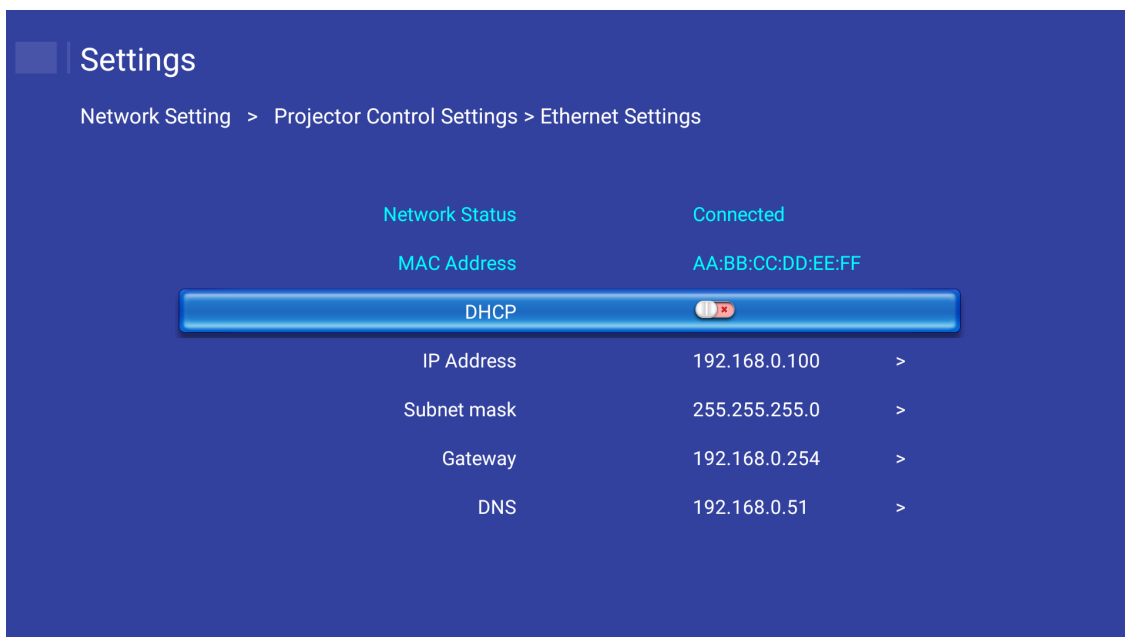 Settings
Network Setting > Projector Control Settings > Ethernet Settings
Network Status Connected
MAC Address AA:BB:CC:DD:EE:FF
DHCP
IP Address 192.168.0.100 >
Subnet mask 255.255.255.0 >
Gateway 192.168.0.254 >
DNS 192.168.0.51 >